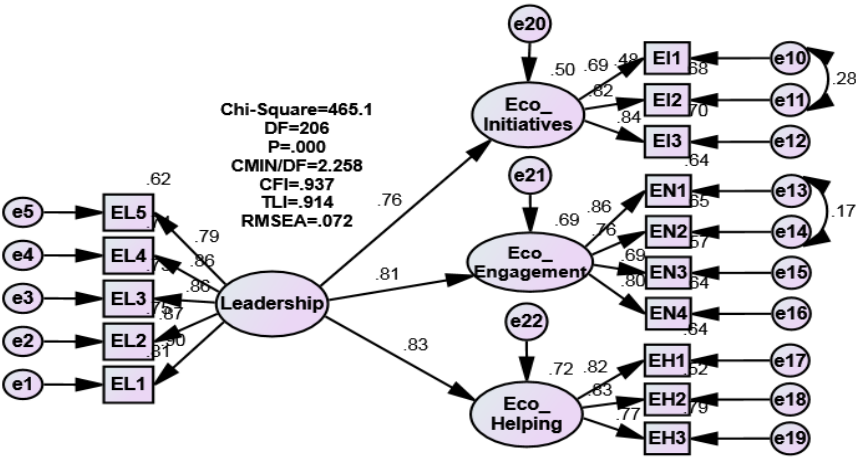 e20
.50
.69
.48
EI1
.68
e10
.28
Eco_
Initiatives
.82
EI2
.70
e11
.84
EI3
.64
e12
Chi-Square=465.1
DF=206
P=.000
CMIN/DF=2.258
CFI=.937
TLI=.914
RMSEA=.072
.76
e21
.69
.86
EN1
.65
e13
.17
Eco_
Engagement
.76
EN2
.57
e14
.69
EN3
.64
e15
.80
EN4
.64
e16
.81
.62
e5
EL5
.79
e4
EL4
.86
e3
EL3
.86
Leadership
e2
EL2
.87
.90
.81
e1
EL1
.83
e22
.72
.82
EH1
e17
Eco_
Helping
.83
EH2
.79
e18
.77
EH3
e19